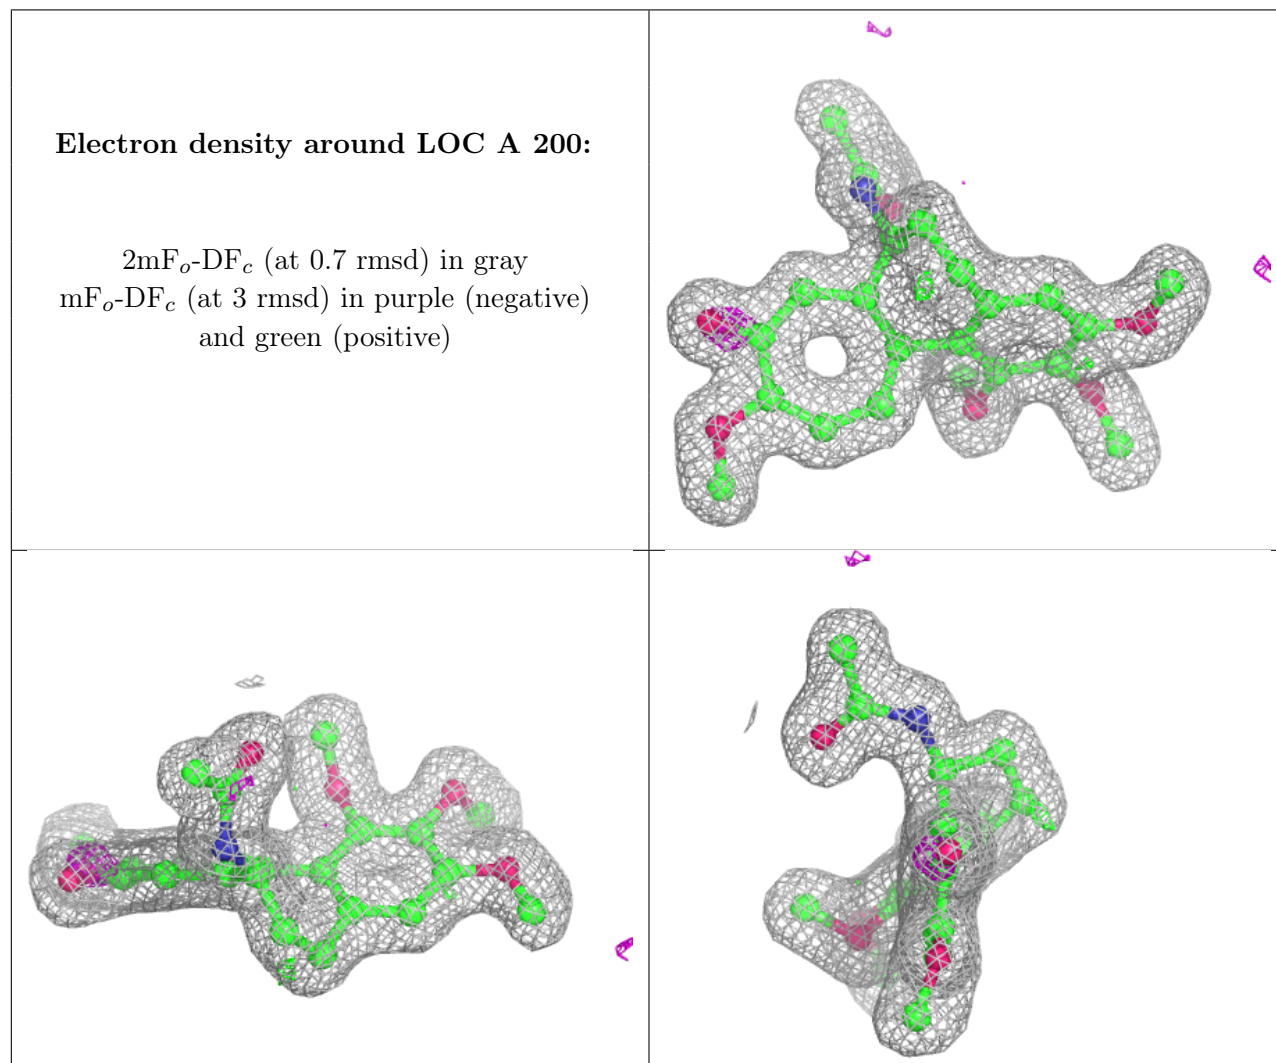 Electron density around LOC A 200:
2mFo-DFc (at 0.7 rmsd) in gray
mFo-DFc (at 3 rmsd) in purple (negative)
and green (positive)